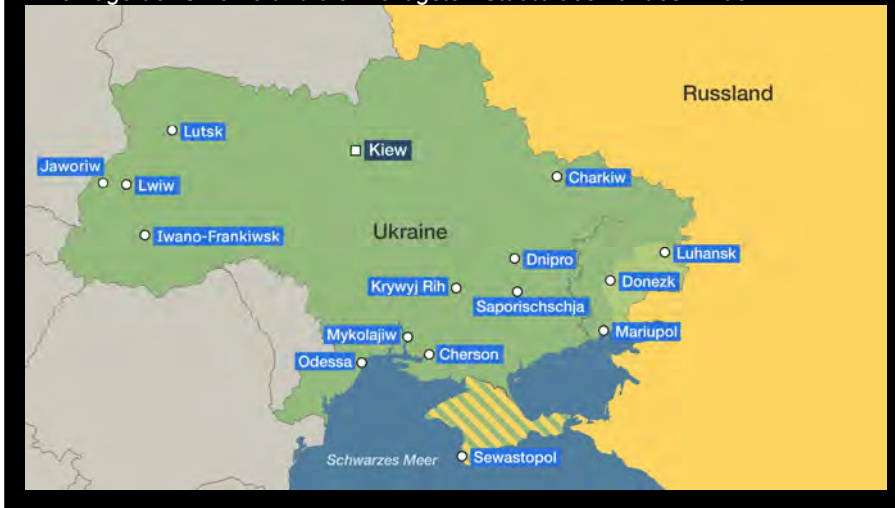 Russland
Lutsk
Kiew
Jaworiw
Lwiw
Charkiw
Iwano-Frankiwsk
Ukraine
Dnipro
Luhansk
Krywyj Rih
Donezk
Saporischschja
Mykolajiw
Mariupol
Odessa
Cherson
Schwarzes Meer
Sewastopol